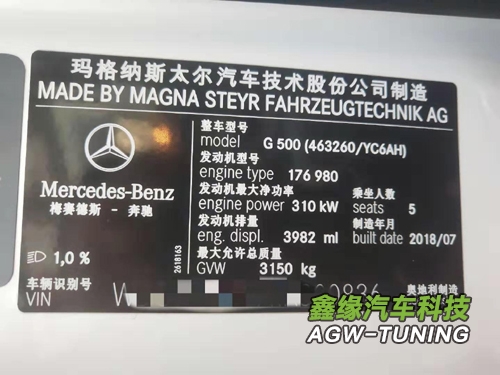 玛格纳斯太尔汽车技术股份公司制造
MADE BY MAGNA STEYR FAHRZEUGTECHNIK AG
整车型号
model G 500 (463260/YC6AH)
发动机型号
engine type 176 980
Mercedes-Benz
梅赛德斯 - 奔驰
发动机最大净功率 乘坐人数
engine power 310 kW seats 5
发动机排量 制造年月
eng. displ. 3982 ml built date 2018/07
最大允许总质量
GVW 3150 kg
2618163
1,0 %
车辆识别号
VIN
奥地利制造
鑫缘汽车科技
AGW-TUNING